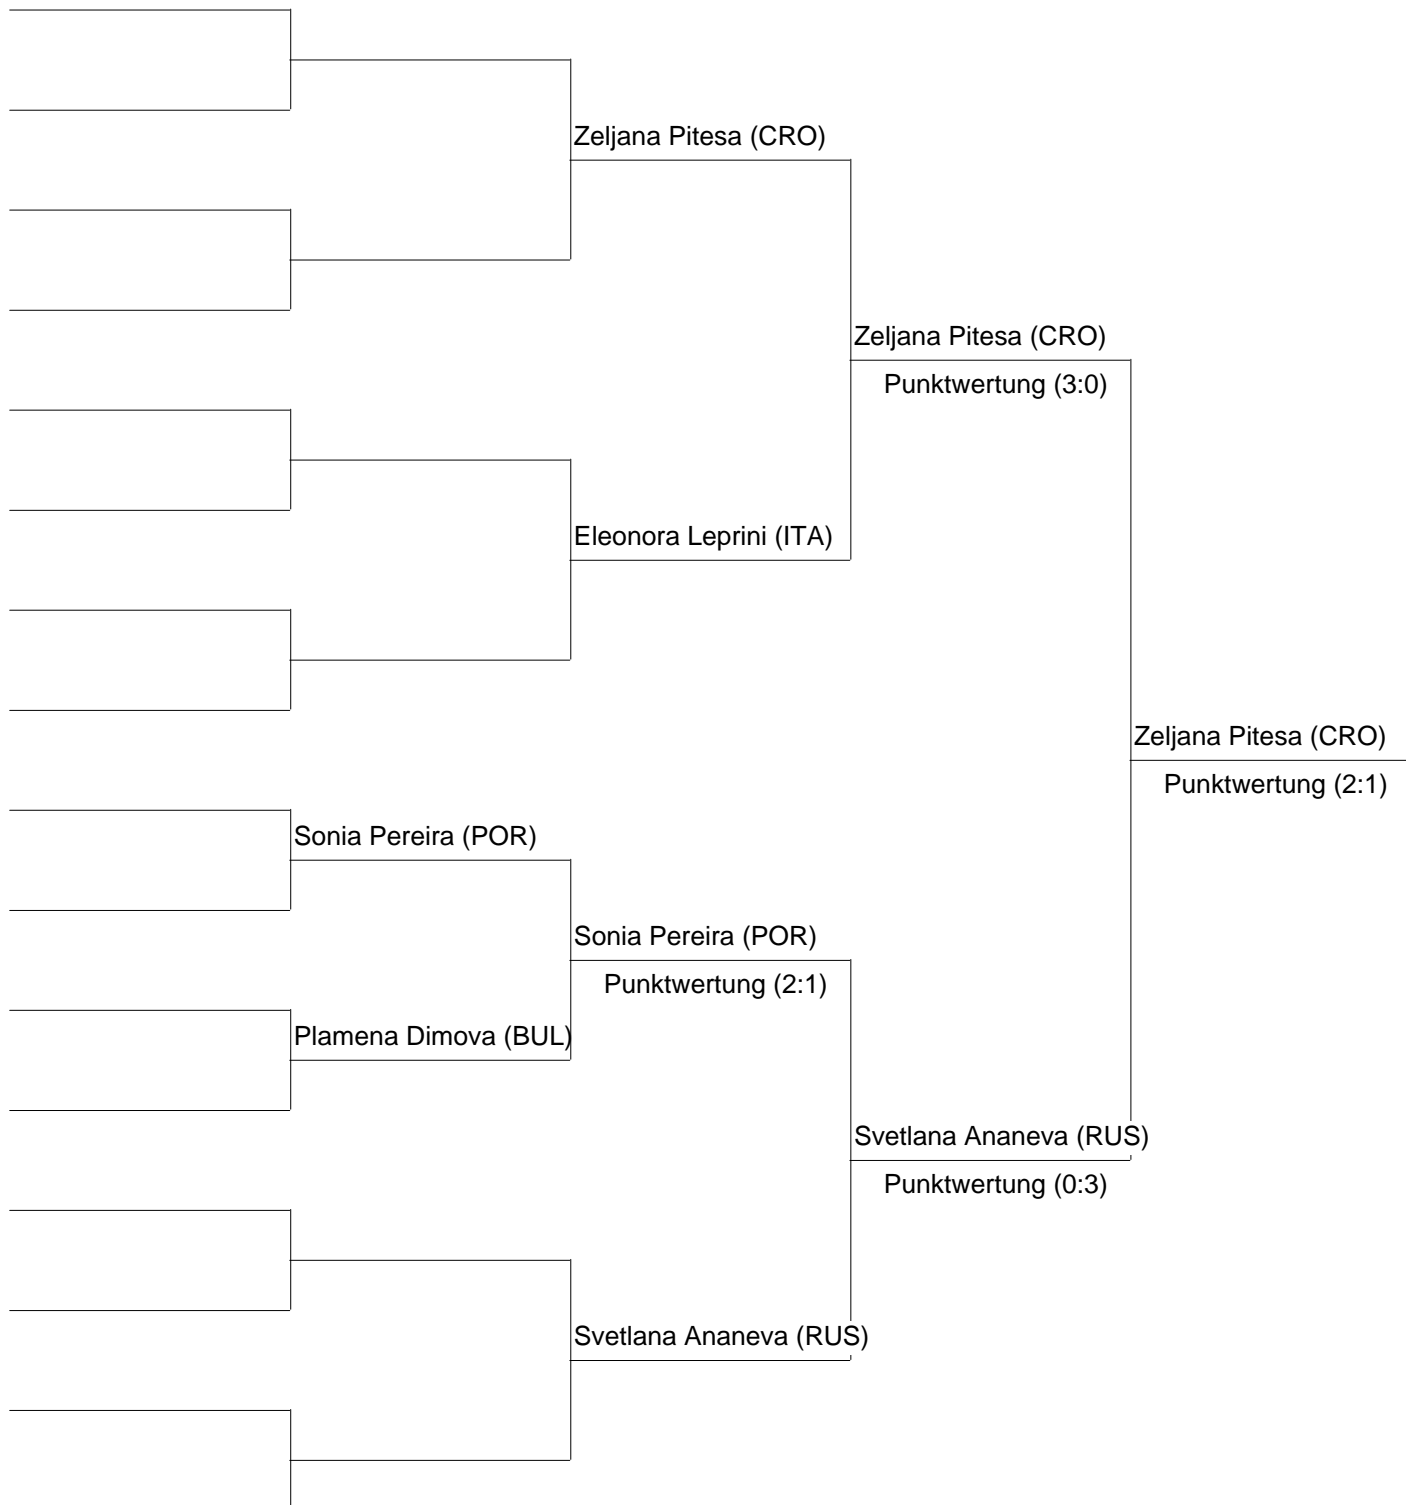 Zeljana Pitesa (CRO)
Zeljana Pitesa (CRO)
Punktwertung (3:0)
Eleonora Leprini (ITA)
Zeljana Pitesa (CRO)
Punktwertung (2:1)
Sonia Pereira (POR)
Sonia Pereira (POR)
Punktwertung (2:1)
Plamena Dimova (BUL)
Svetlana Ananeva (RUS)
Punktwertung (0:3)
Svetlana Ananeva (RUS)